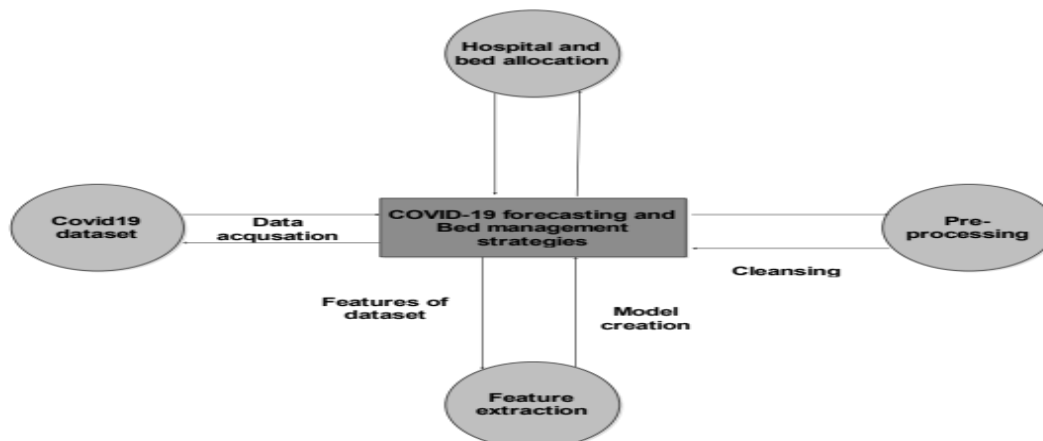 Hospital and
bed allocation
Covid19
dataset
Data
acqusation
COVID-19 forecasting and
Bed management
strategies
Pre-
processing
Cleansing
Features of
dataset
Model
creation
Feature
extraction